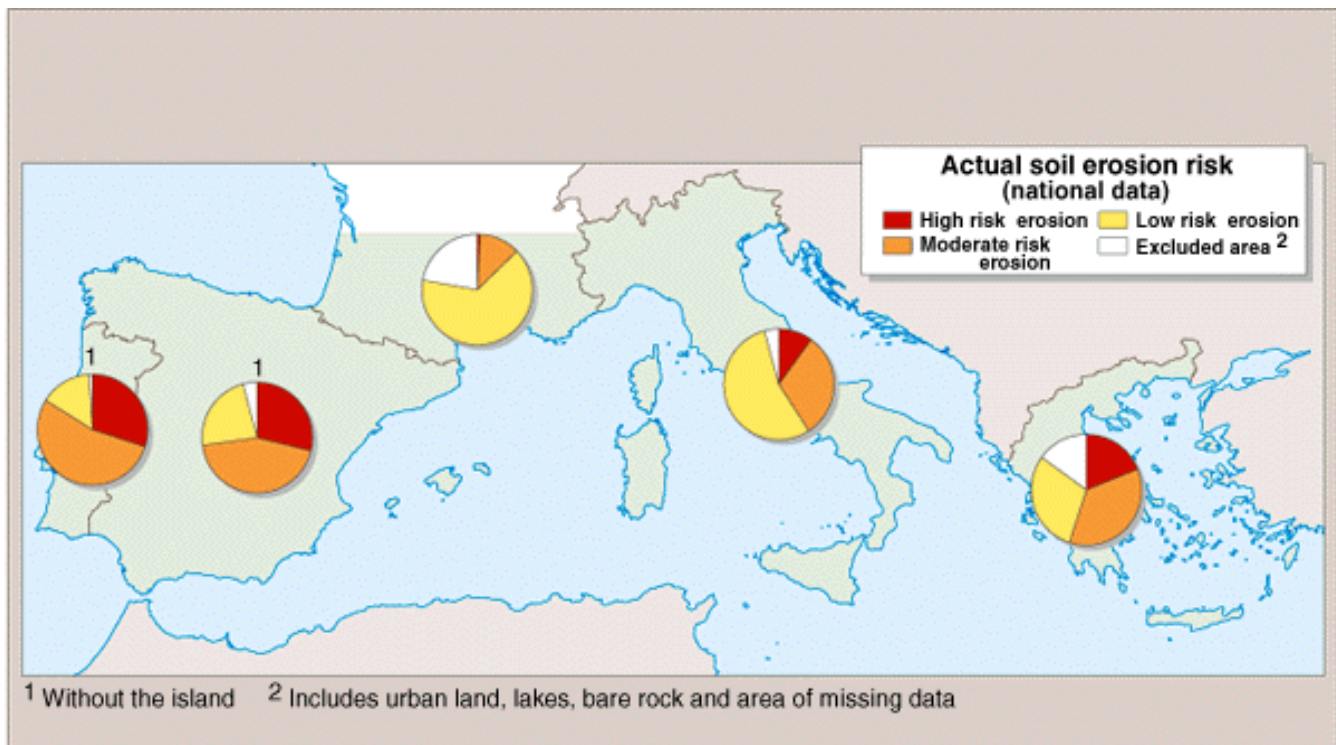 Actual soil erosion risk
(national data)
High risk erosion
Low risk erosion
Moderate risk
erosion
Excluded area 2
1
1
1 Without the island
2 Includes urban land, lakes, bare rock and area of missing data